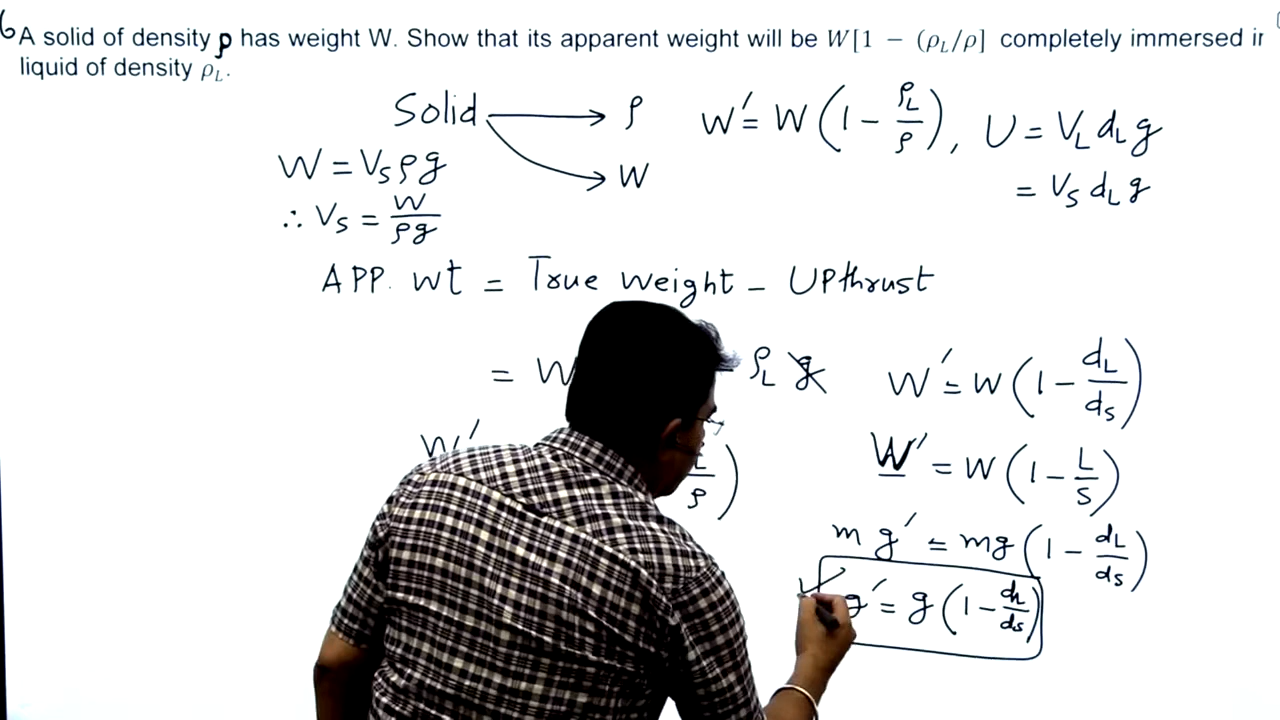 6
A solid of density ρ has weight W. Show that its apparent weight will be W[1 − (ρL/ρ] completely immersed in
liquid of density ρL.
Solid → ρ
→ W
W = Vs ρ g
∴ Vs = W/ρg
W′ = W (1 − ρL/ρ), U = VL dL g
= Vs dL g
APP. wt = True weight − UPthrust
= W ρL g
W′ ρ )
W′ = W (1 − dL/ds)
W′ = W (1 − L/S)
m g′ = mg (1 − dL/ds)
g′ = g (1 − dL/ds)